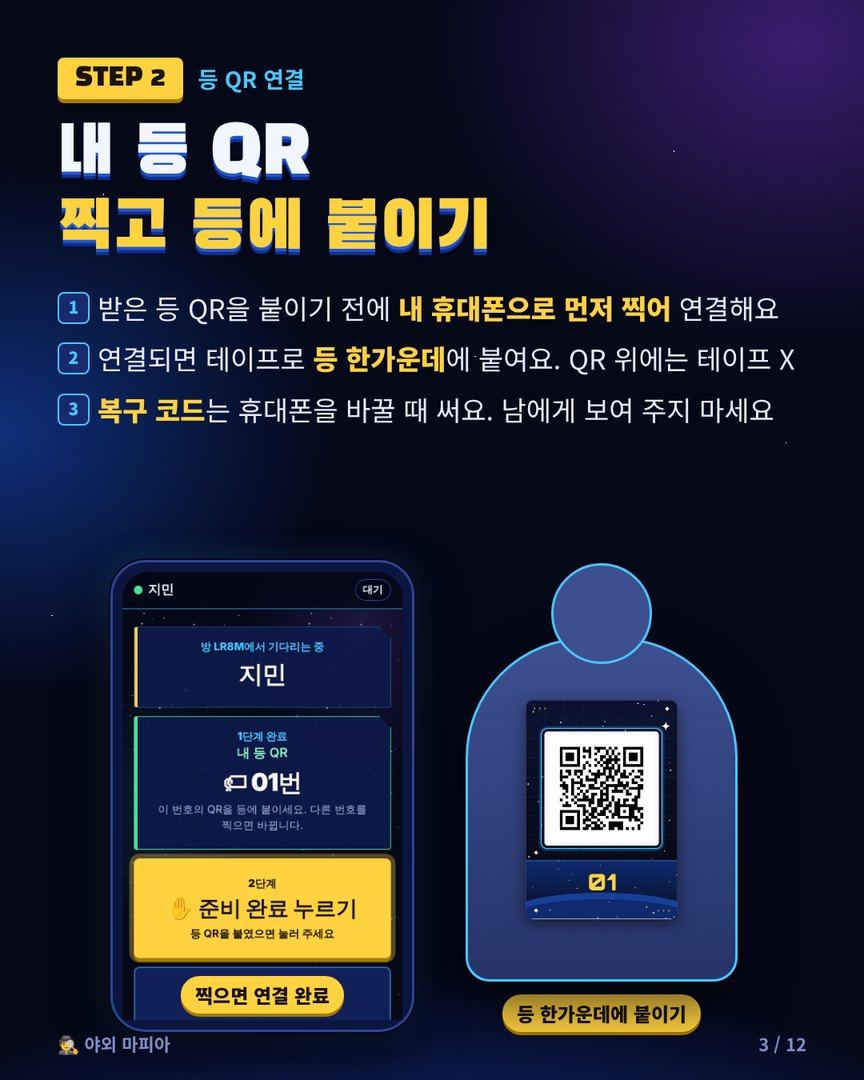 STEP 2 등 QR 연결
내 등 QR
찍고 등에 붙이기
1 받은 등 QR을 붙이기 전에 내 휴대폰으로 먼저 찍어 연결해요
2 연결되면 테이프로 등 한가운데에 붙여요. QR 위에는 테이프 X
3 복구 코드는 휴대폰을 바꿀 때 써요. 남에게 보여 주지 마세요
지민 대기
방 LR8M에서 기다리는 중
지민
1단계 완료
내 등 QR
🏷 01번
이 번호의 QR을 등에 붙이세요. 다른 번호를
찍으면 바뀝니다.
2단계
✋ 준비 완료 누르기
등 QR을 붙였으면 눌러 주세요
찍으면 연결 완료
01
등 한가운데에 붙이기
🕵️ 야외 마피아
3 / 12